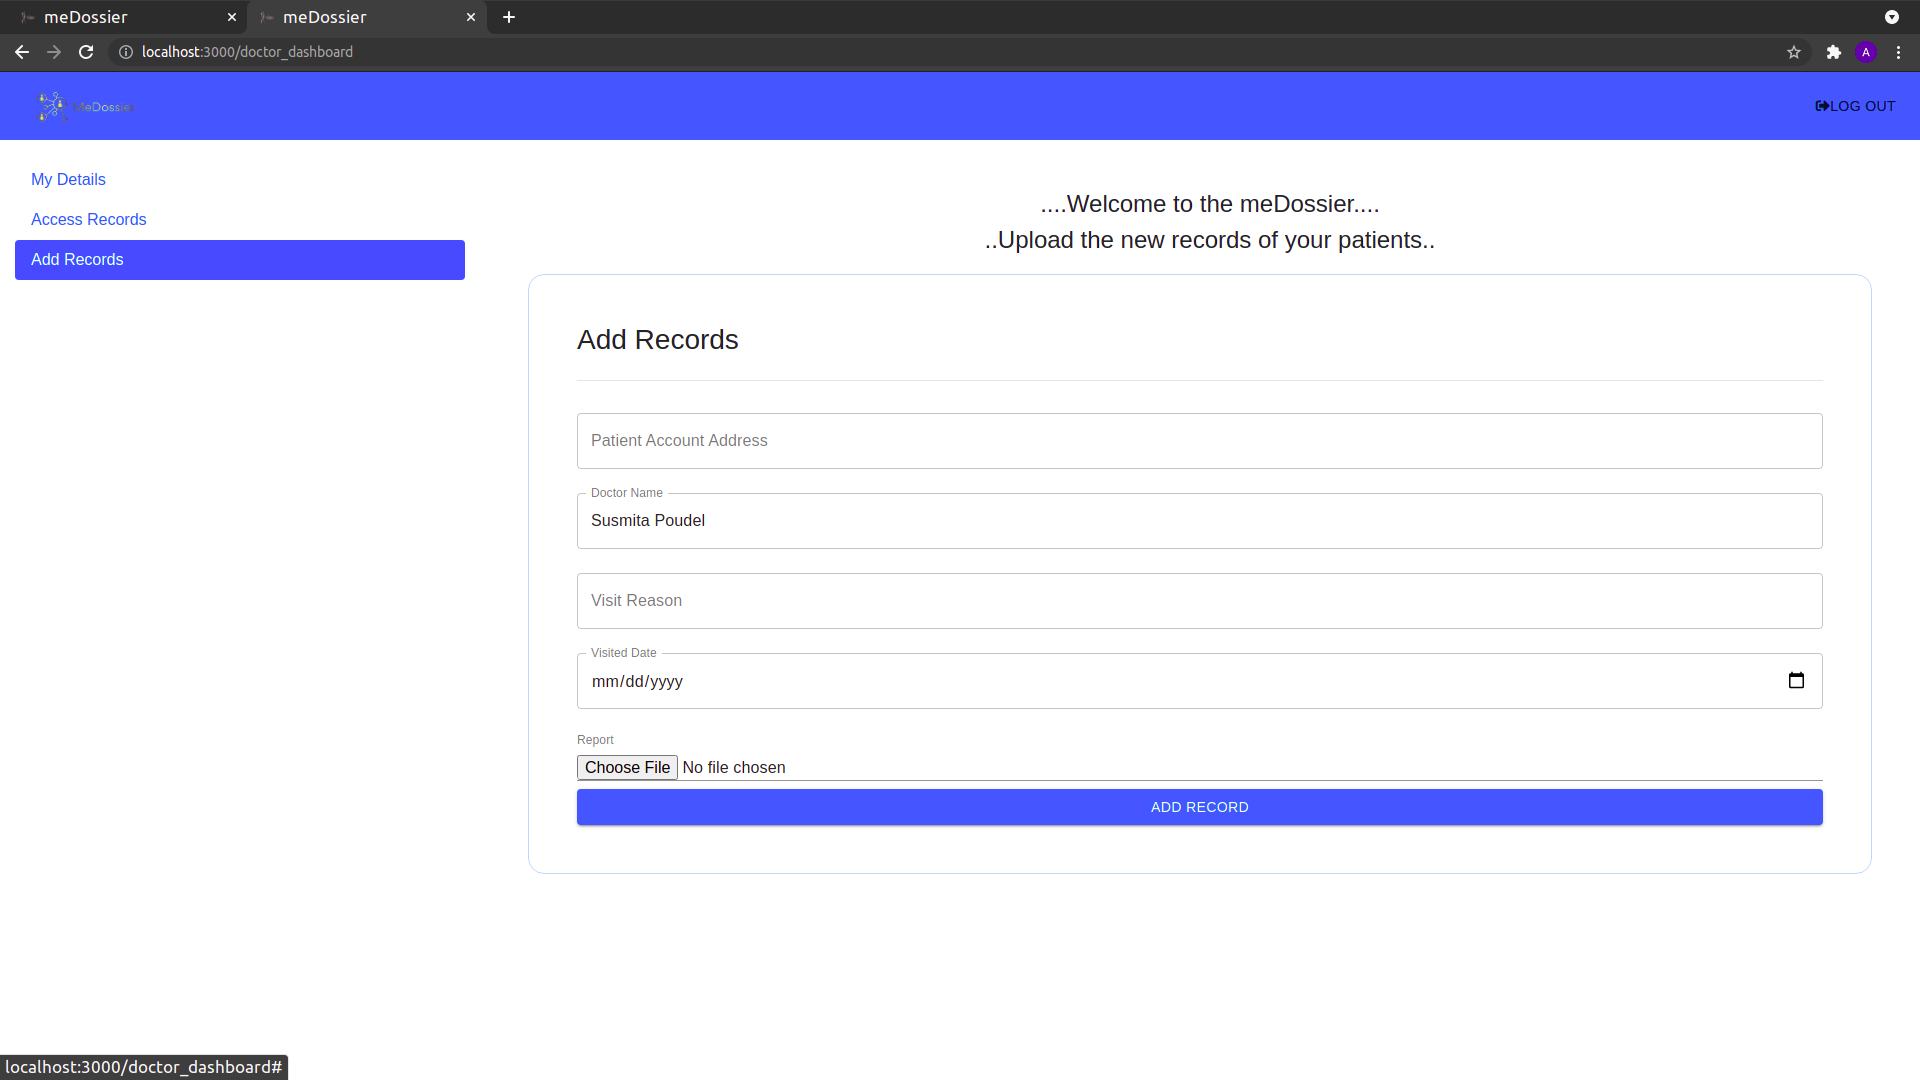 meDossier
meDossier
localhost:3000/doctor_dashboard
A
MeDossier
LOG OUT
My Details
Access Records
Add Records
....Welcome to the meDossier....
..Upload the new records of your patients..
Add Records
Patient Account Address
Doctor Name
Susmita Poudel
Visit Reason
Visited Date
mm/dd/yyyy
Report
Choose File No file chosen
ADD RECORD
localhost:3000/doctor_dashboard#